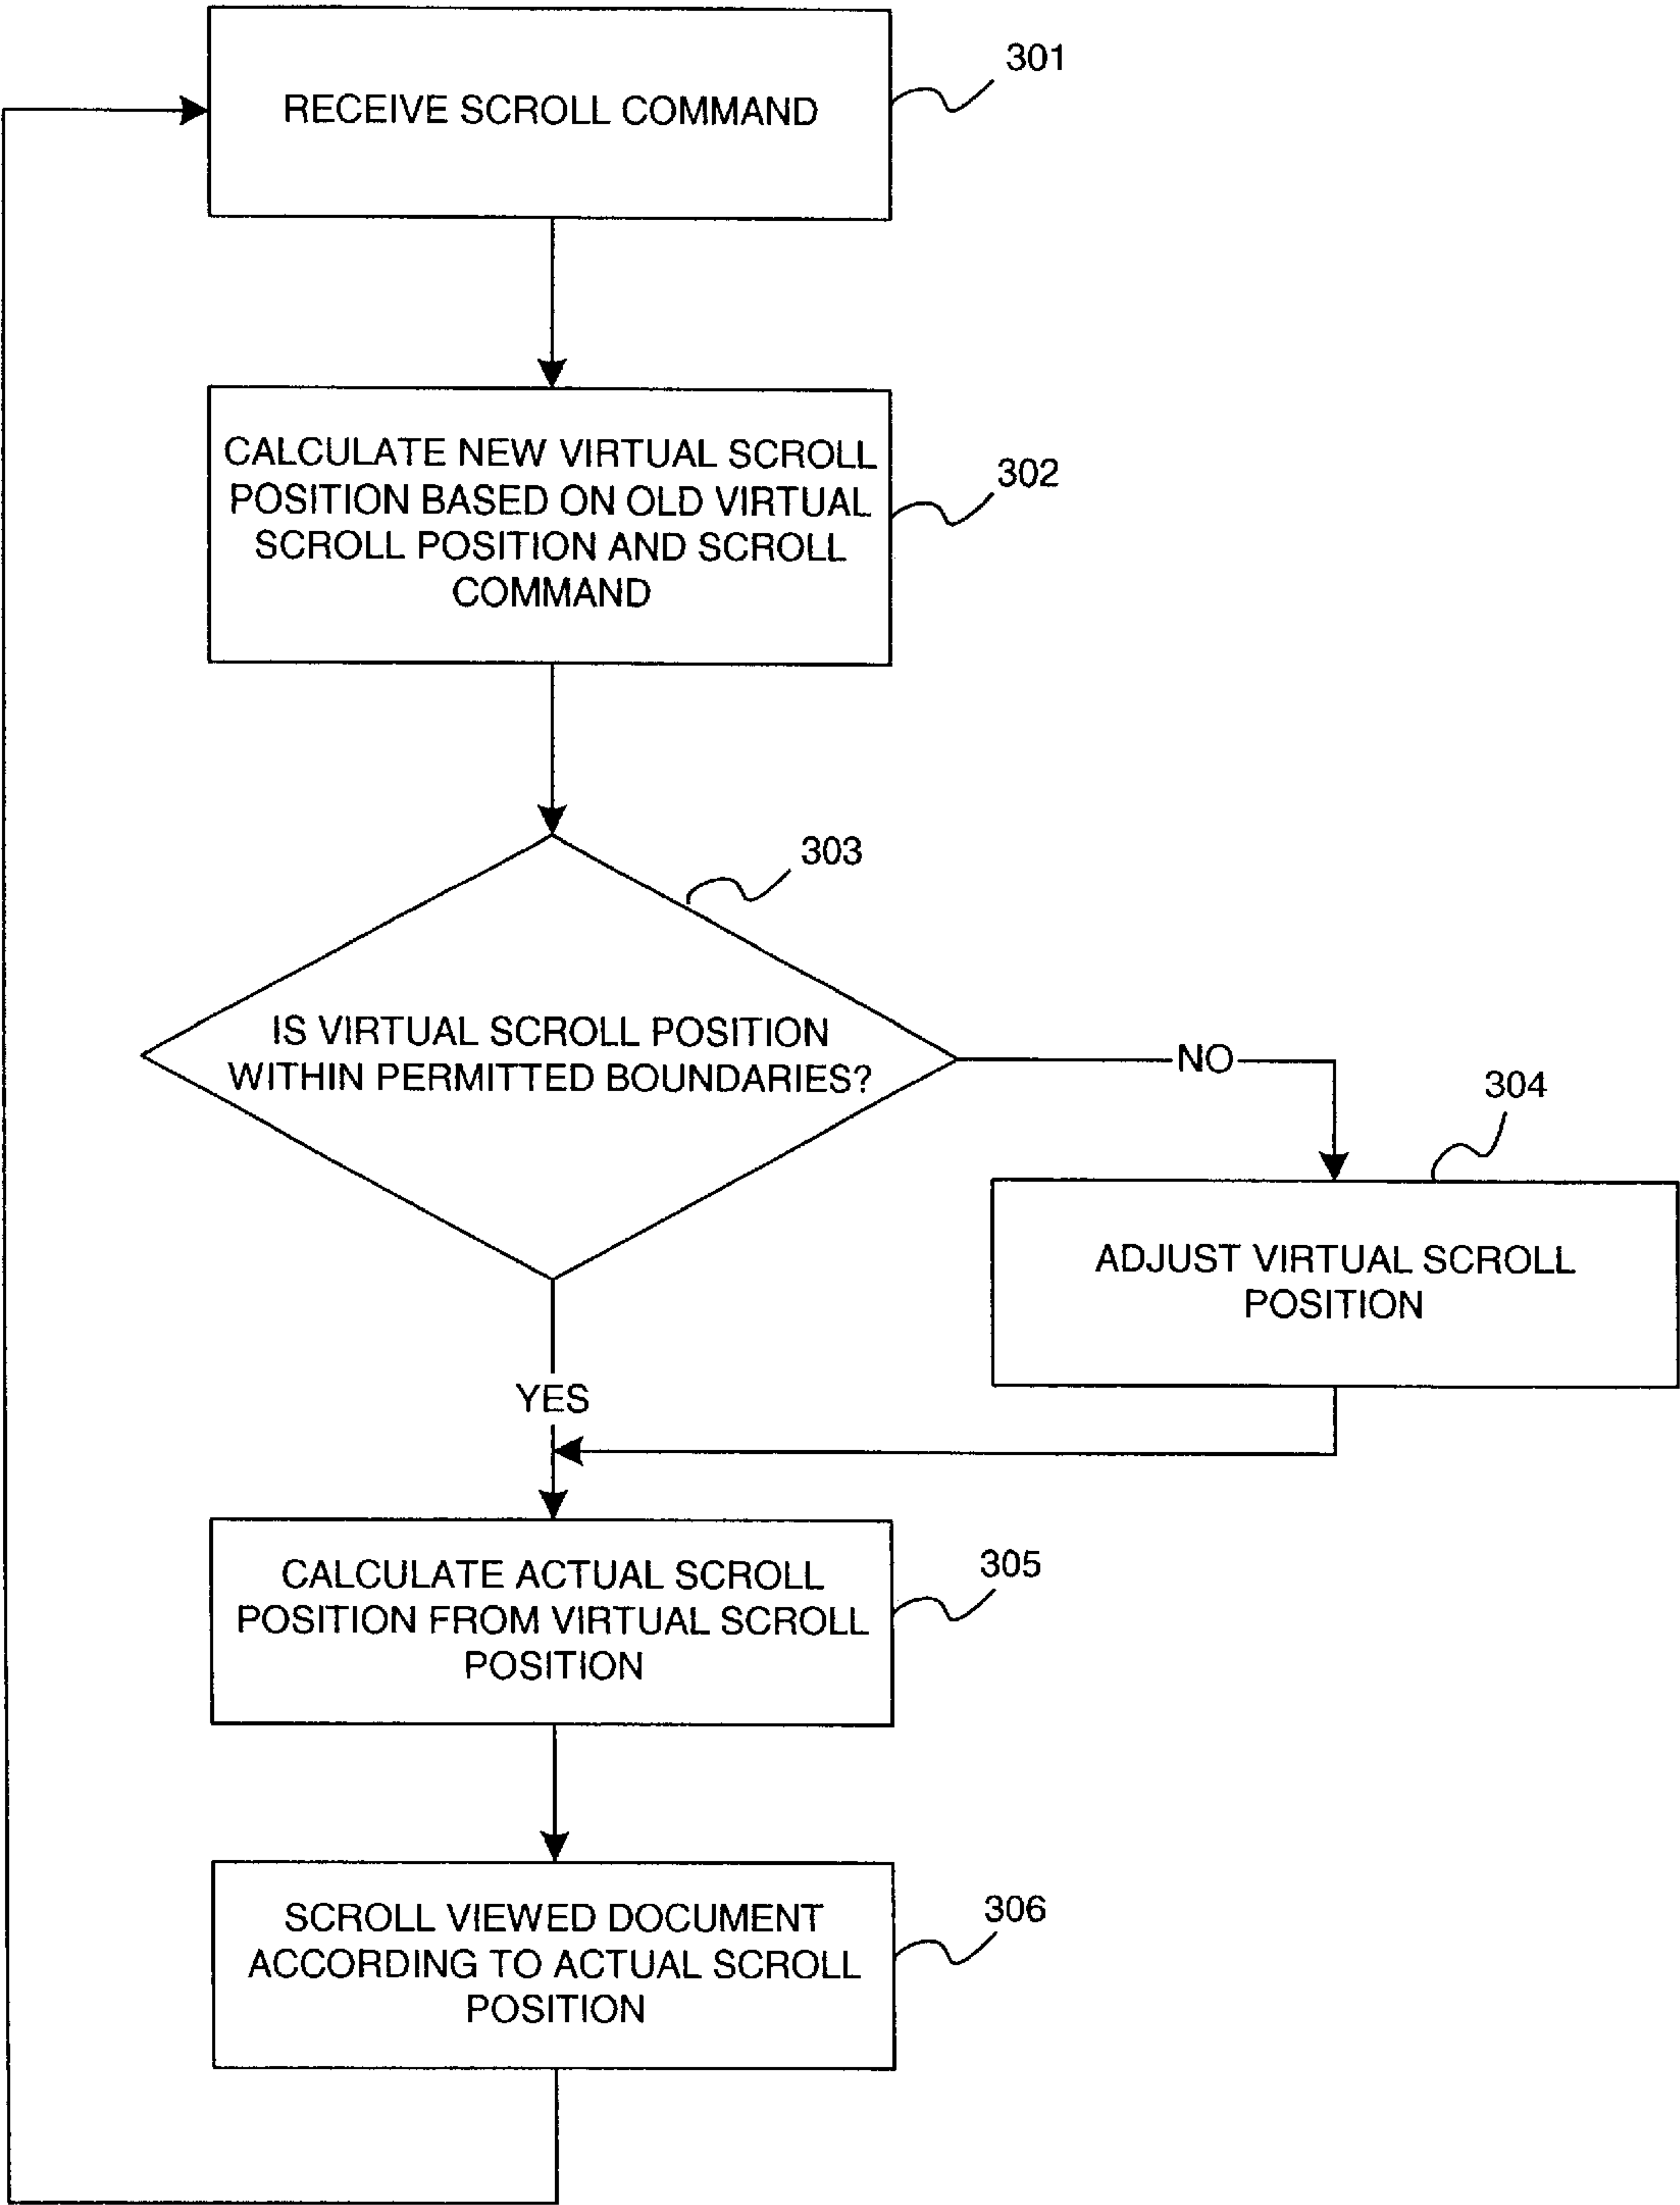 RECEIVE SCROLL COMMAND
301
CALCULATE NEW VIRTUAL SCROLL
POSITION BASED ON OLD VIRTUAL
SCROLL POSITION AND SCROLL
COMMAND
302
303
IS VIRTUAL SCROLL POSITION
WITHIN PERMITTED BOUNDARIES?
NO
304
ADJUST VIRTUAL SCROLL
POSITION
YES
CALCULATE ACTUAL SCROLL
POSITION FROM VIRTUAL SCROLL
POSITION
305
SCROLL VIEWED DOCUMENT
ACCORDING TO ACTUAL SCROLL
POSITION
306